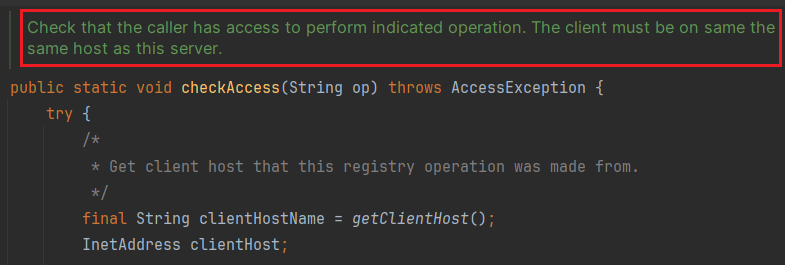 Check that the caller has access to perform indicated operation. The client must be on same the
same host as this server.
public static void checkAccess(String op) throws AccessException {
try {
/*
* Get client host that this registry operation was made from.
*/
final String clientHostName = getClientHost();
InetAddress clientHost;